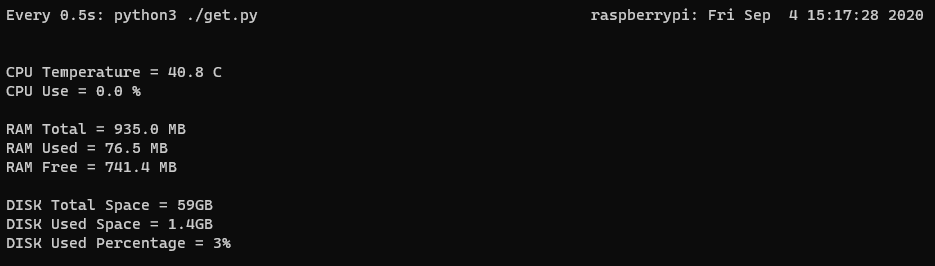 Every 0.5s: python3 ./get.py raspberrypi: Fri Sep  4 15:17:28 2020
CPU Temperature = 40.8 C
CPU Use = 0.0 %
RAM Total = 935.0 MB
RAM Used = 76.5 MB
RAM Free = 741.4 MB
DISK Total Space = 59GB
DISK Used Space = 1.4GB
DISK Used Percentage = 3%